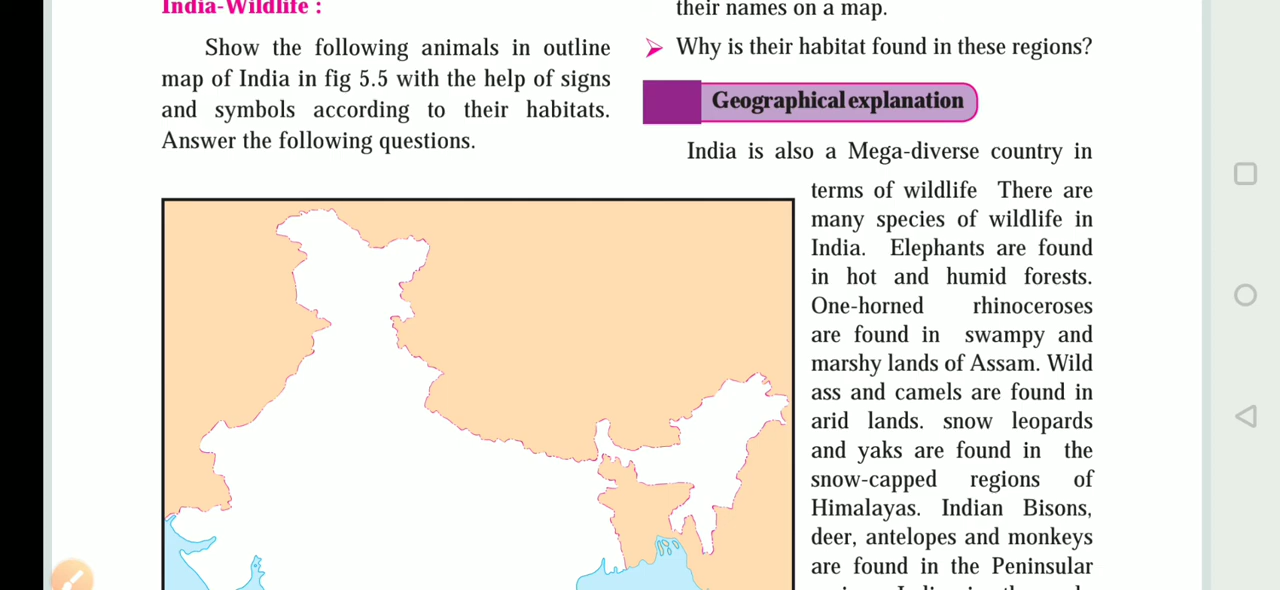 India-Wildlife :
Show the following animals in outline
map of India in fig 5.5 with the help of signs
and symbols according to their habitats.
Answer the following questions.
their names on a map.
Why is their habitat found in these regions?
Geographical explanation
India is also a Mega-diverse country in
terms of wildlife There are
many species of wildlife in
India. Elephants are found
in hot and humid forests.
One-horned rhinoceroses
are found in swampy and
marshy lands of Assam. Wild
ass and camels are found in
arid lands. snow leopards
and yaks are found in the
snow-capped regions of
Himalayas. Indian Bisons,
deer, antelopes and monkeys
are found in the Peninsular